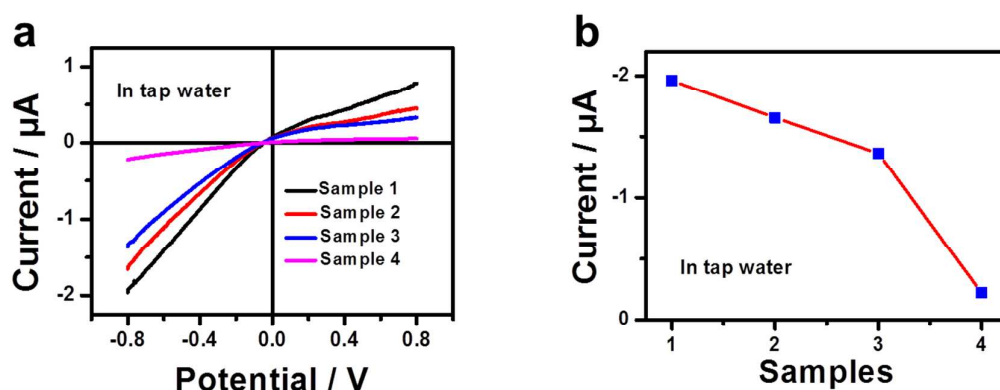 a
In tap water
Current / µA
1
0
-1
-2
Sample 1
Sample 2
Sample 3
Sample 4
-0.8
-0.4
0.0
0.4
0.8
Potential / V
b
Current / µA
-2
-1
0
In tap water
1
2
3
4
Samples